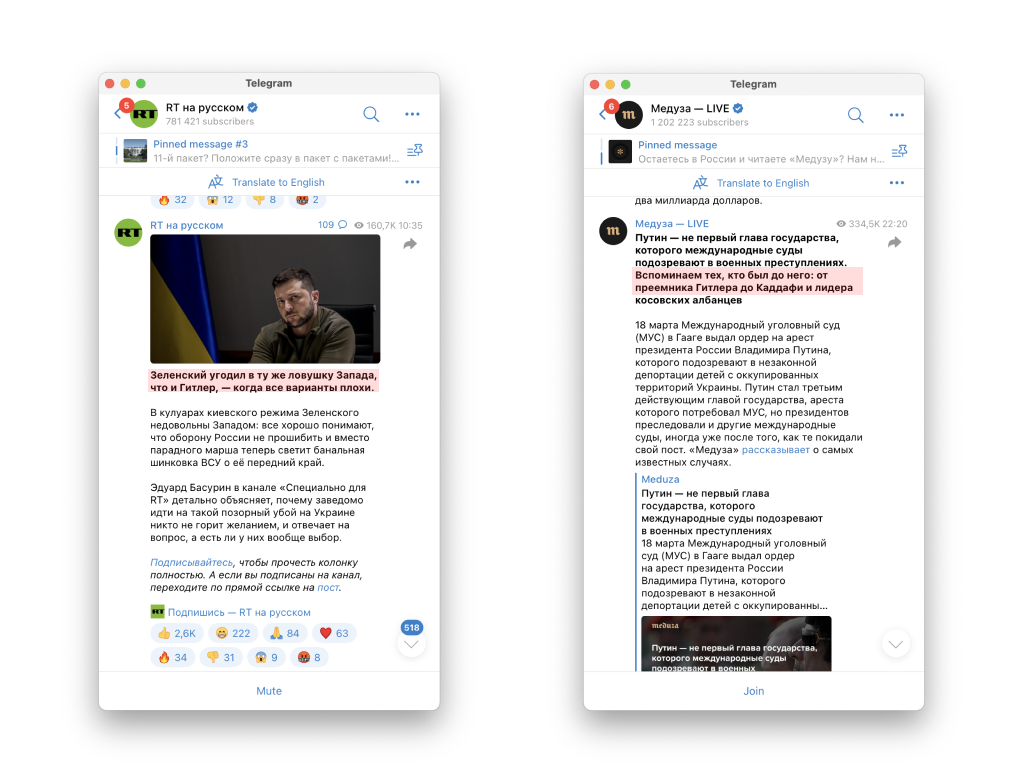 Telegram
5
RT
RT на русском
781 421 subscribers
Pinned message #3
11-й пакет? Положите сразу в пакет с пакетами!...
Translate to English
32 12 8 2
RT
RT на русском 109 160,7K 10:35
Зеленский угодил в ту же ловушку Запада,
что и Гитлер, — когда все варианты плохи.
В кулуарах киевского режима Зеленского
недовольны Западом: все хорошо понимают,
что оборону России не прошибить и вместо
парадного марша теперь светит банальная
шинковка ВСУ о её передний край.
Эдуард Басурин в канале «Специально для
RT» детально объясняет, почему заведомо
идти на такой позорный убой на Украине
никто не горит желанием, и отвечает на
вопрос, а есть ли у них вообще выбор.
Подписывайтесь, чтобы прочесть колонку
полностью. А если вы подписаны на канал,
переходите по прямой ссылке на пост.
RT Подпишись — RT на русском
2,6K 222 84 63
518
34 31 9 8
Mute
Telegram
6
m
Медуза — LIVE
1 202 223 subscribers
Pinned message
Остаетесь в России и читаете «Медузу»? Нам н...
Translate to English
два миллиарда долларов.
m
Медуза — LIVE 334,5K 22:20
Путин — не первый глава государства,
которого международные суды
подозревают в военных преступлениях.
Вспоминаем тех, кто был до него: от
преемника Гитлера до Каддафи и лидера
косовских албанцев
18 марта Международный уголовный суд
(МУС) в Гааге выдал ордер на арест
президента России Владимира Путина,
которого подозревают в незаконной
депортации детей с оккупированных
территорий Украины. Путин стал третьим
действующим главой государства, ареста
которого потребовал МУС, но президентов
преследовали и другие международные
суды, иногда уже после того, как те покидали
свой пост. «Медуза» рассказывает о самых
известных случаях.
Meduza
Путин — не первый глава
государства, которого
международные суды подозревают
в военных преступлениях
18 марта Международный уголовный
суд (МУС) в Гааге выдал ордер
на арест президента России
Владимира Путина, которого
подозревают в незаконной
депортации детей с оккупированны...
meduza
Путин — не первый глава государства,
которого международные суды
подозревают в военных
Join